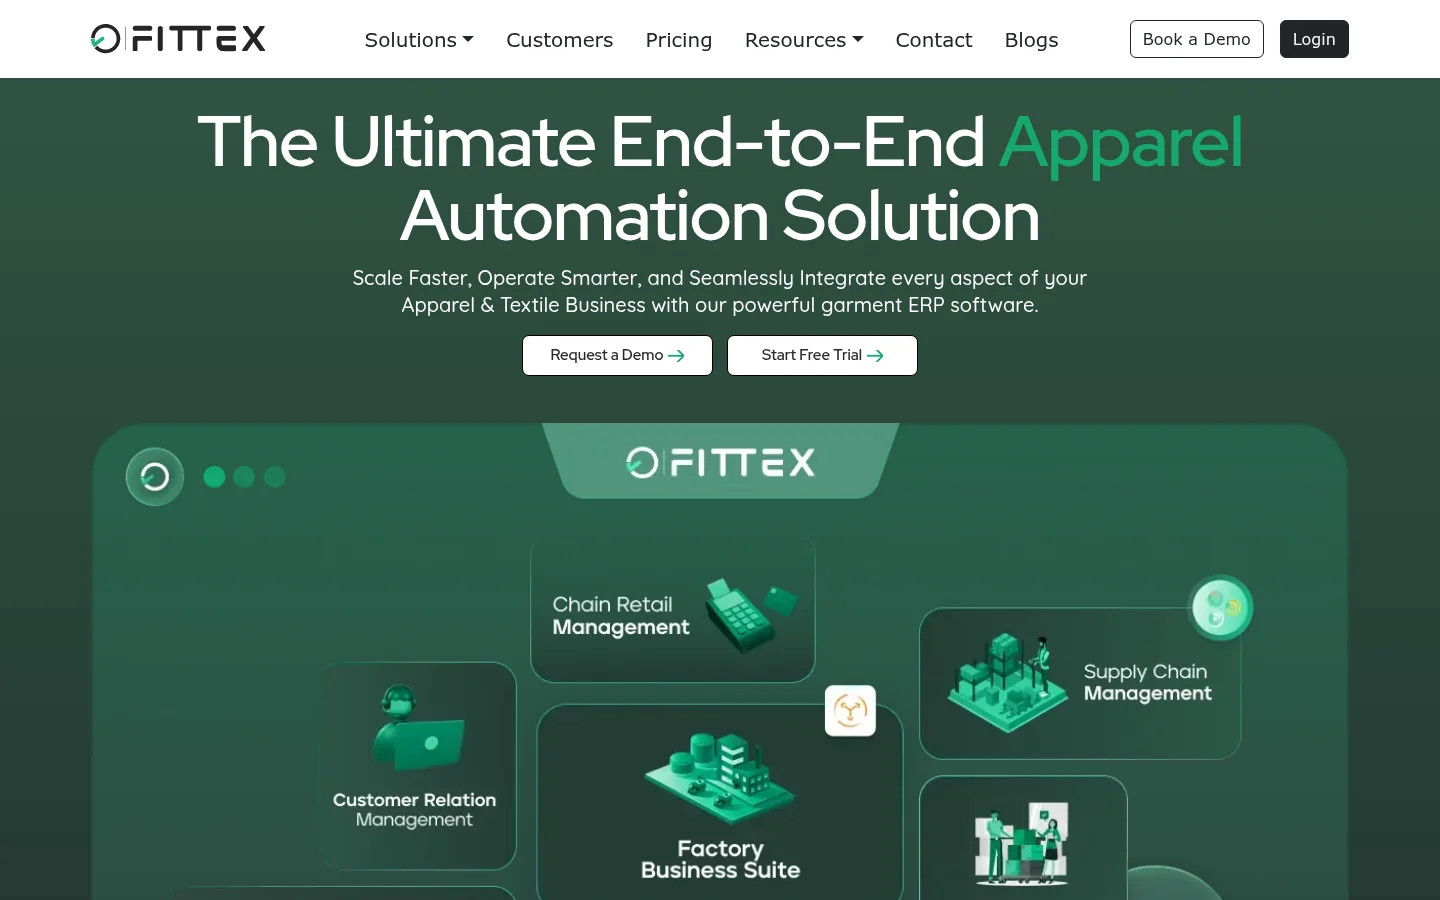 FITTEX
Solutions
Customers
Pricing
Resources
Contact
Blogs
Book a Demo
Login
The Ultimate End-to-End Apparel
Automation Solution
Scale Faster, Operate Smarter, and Seamlessly Integrate every aspect of your
Apparel & Textile Business with our powerful garment ERP software.
Request a Demo
Start Free Trial
FITTEX
Chain Retail
Management
Supply Chain
Management
Customer Relation
Management
Factory
Business Suite